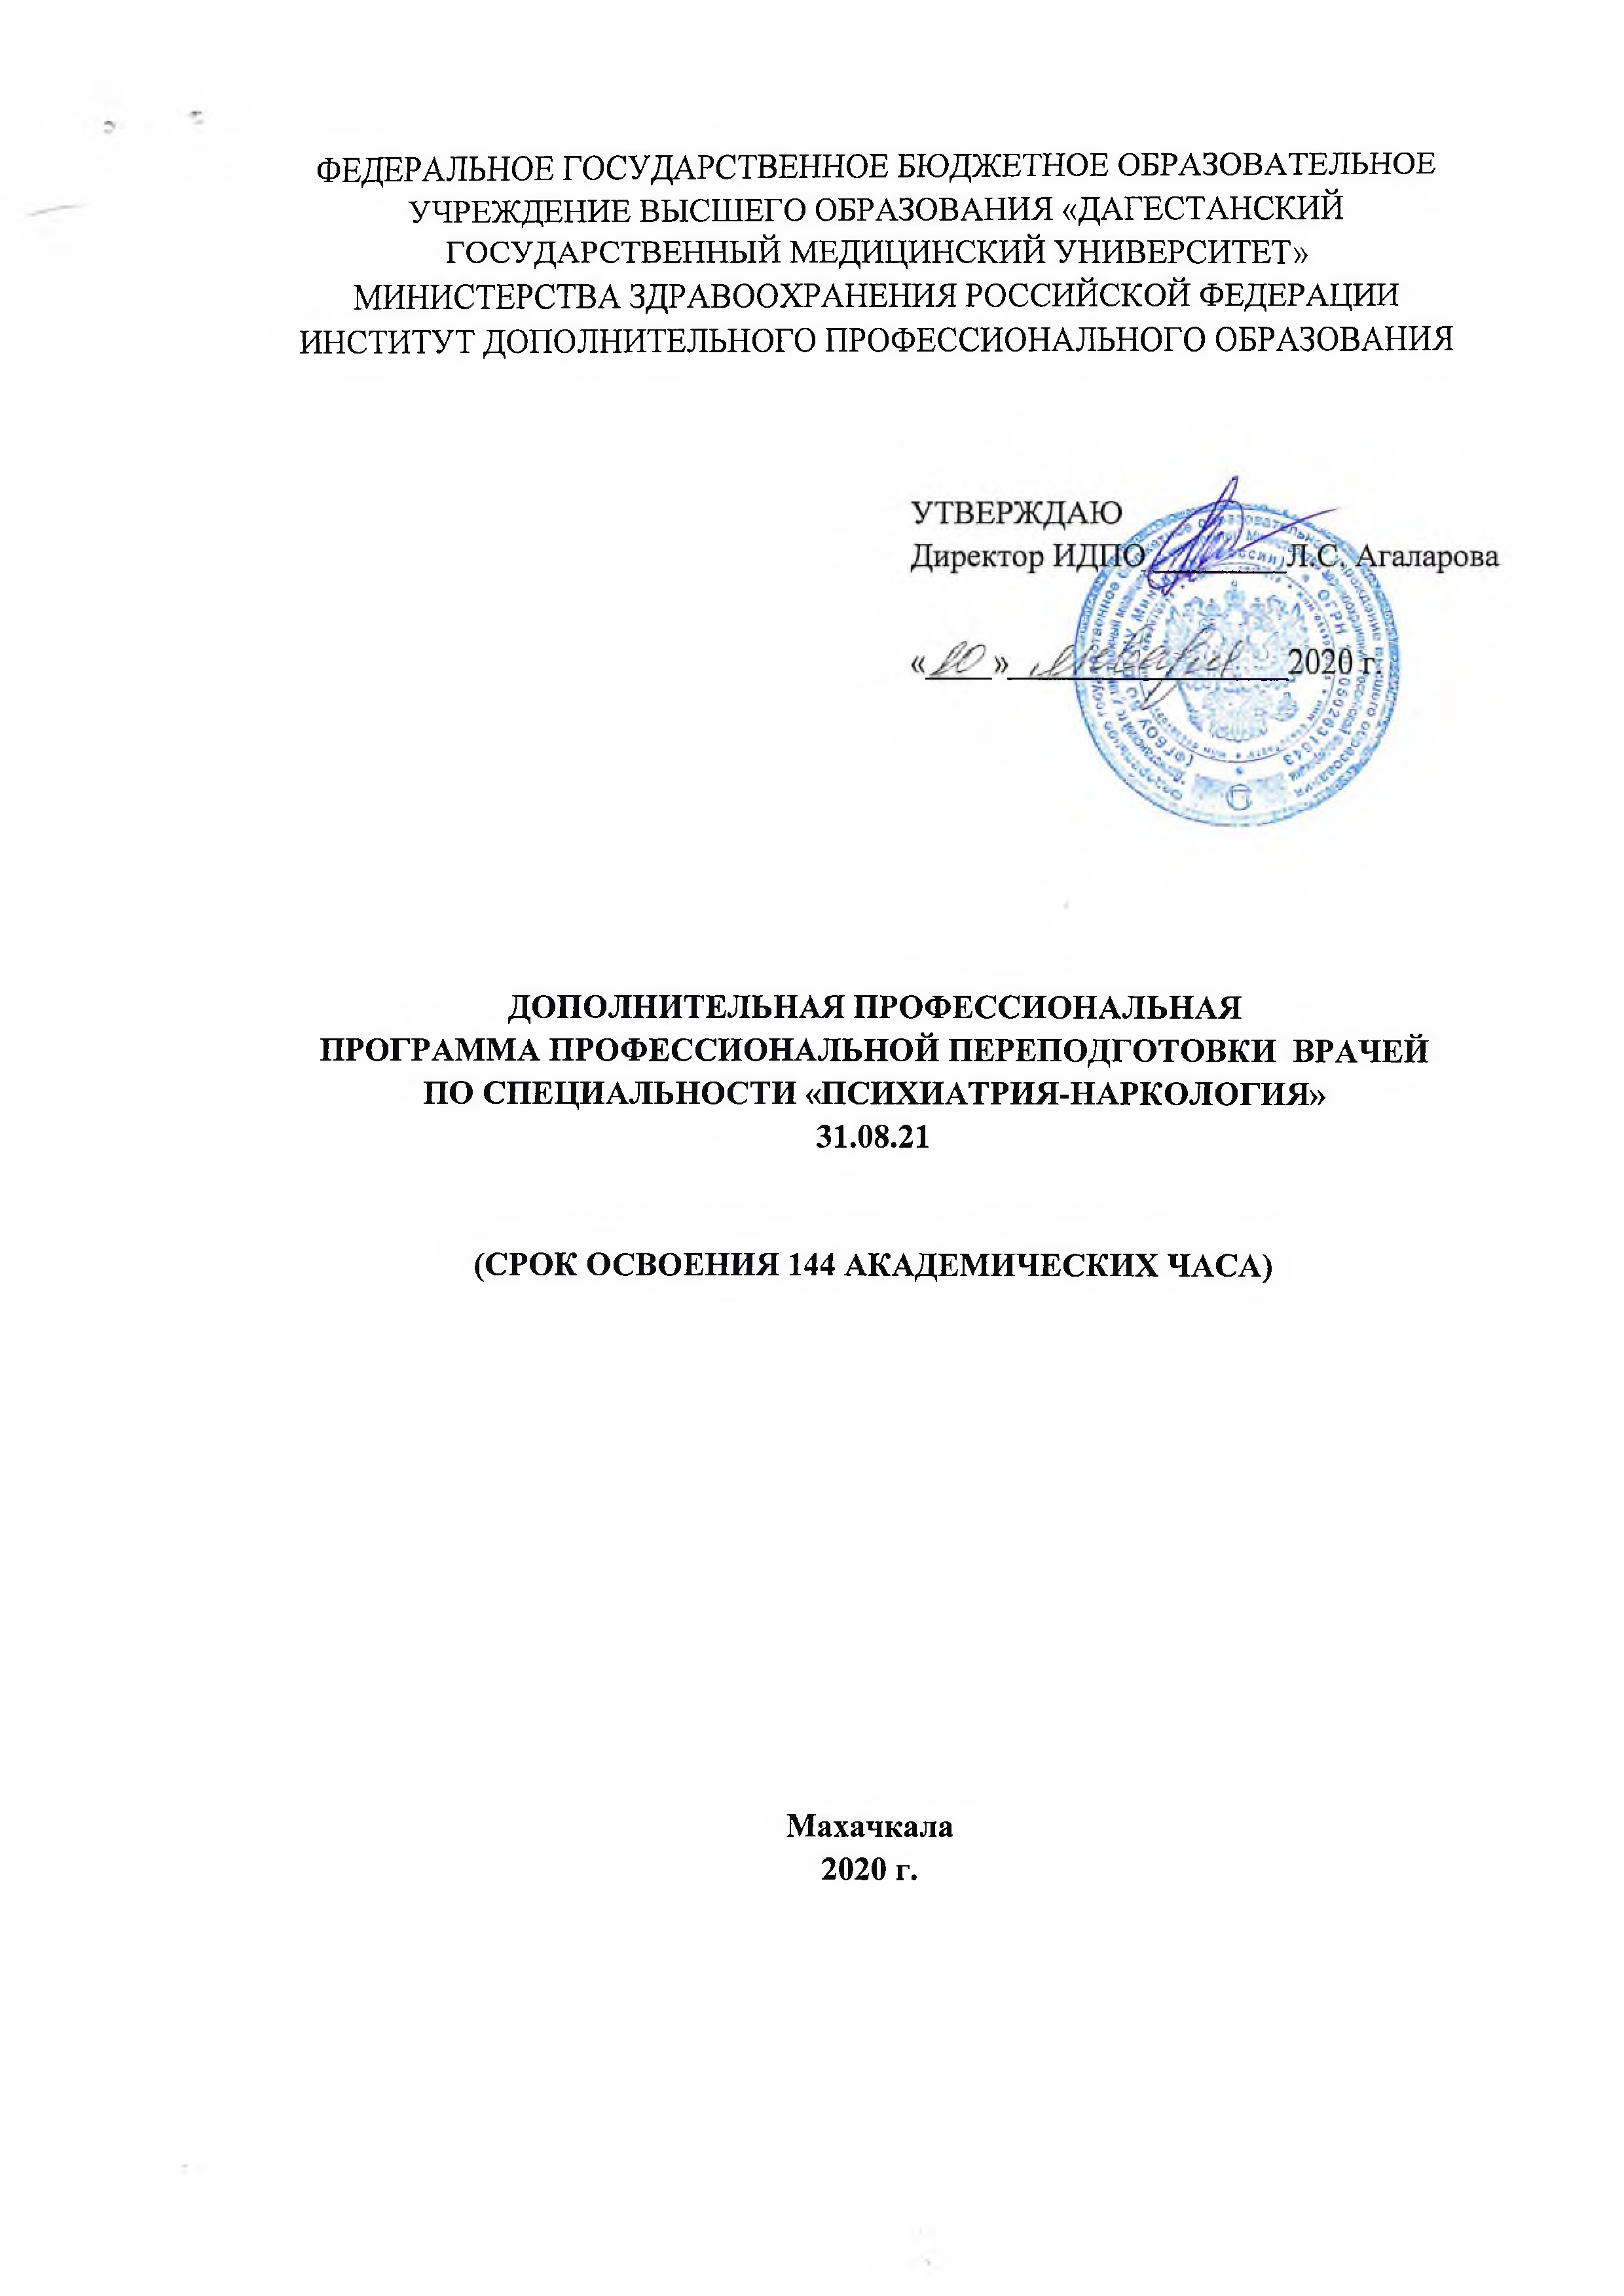 ФЕДЕРАЛЬНОЕ ГОСУДАРСТВЕННОЕ БЮДЖЕТНОЕ ОБРАЗОВАТЕЛЬНОЕ
УЧРЕЖДЕНИЕ ВЫСШЕГО ОБРАЗОВАНИЯ «ДАГЕСТАНСКИЙ
ГОСУДАРСТВЕННЫЙ МЕДИЦИНСКИЙ УНИВЕРСИТЕТ»
МИНИСТЕРСТВА ЗДРАВООХРАНЕНИЯ РОССИЙСКОЙ ФЕДЕРАЦИИ
ИНСТИТУТ ДОПОЛНИТЕЛЬНОГО ПРОФЕССИОНАЛЬНОГО ОБРАЗОВАНИЯ
УТВЕРЖДАЮ
Директор ИДПО Л.С. Агаларова
« » января 2020 г.
ДОПОЛНИТЕЛЬНАЯ ПРОФЕССИОНАЛЬНАЯ
ПРОГРАММА ПРОФЕССИОНАЛЬНОЙ ПЕРЕПОДГОТОВКИ ВРАЧЕЙ
ПО СПЕЦИАЛЬНОСТИ «ПСИХИАТРИЯ-НАРКОЛОГИЯ»
31.08.21
(СРОК ОСВОЕНИЯ 144 АКАДЕМИЧЕСКИХ ЧАСА)
Махачкала
2020 г.